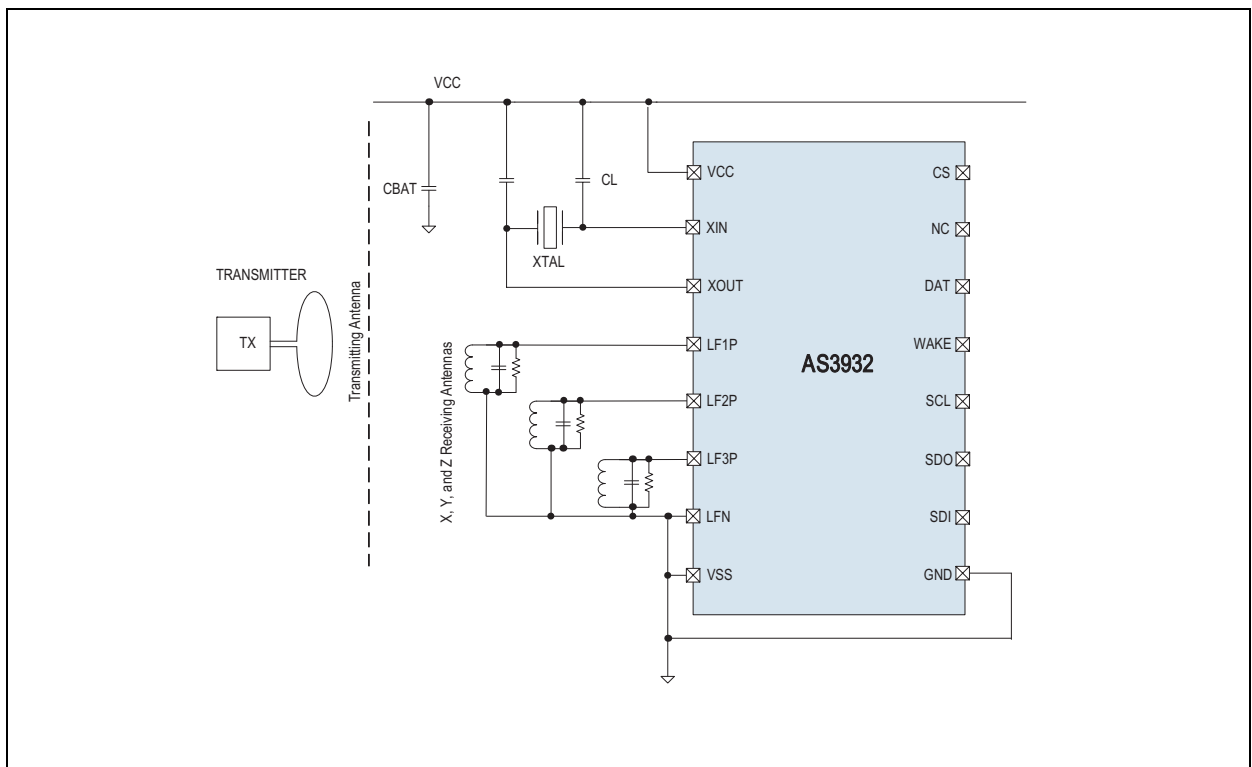 VCC
CBAT
CL
XTAL
TRANSMITTER
TX
Transmitting Antenna
X, Y, and Z Receiving Antennas
VCC
XIN
XOUT
LF1P
LF2P
LF3P
LFN
VSS
AS3932
CS
NC
DAT
WAKE
SCL
SDO
SDI
GND